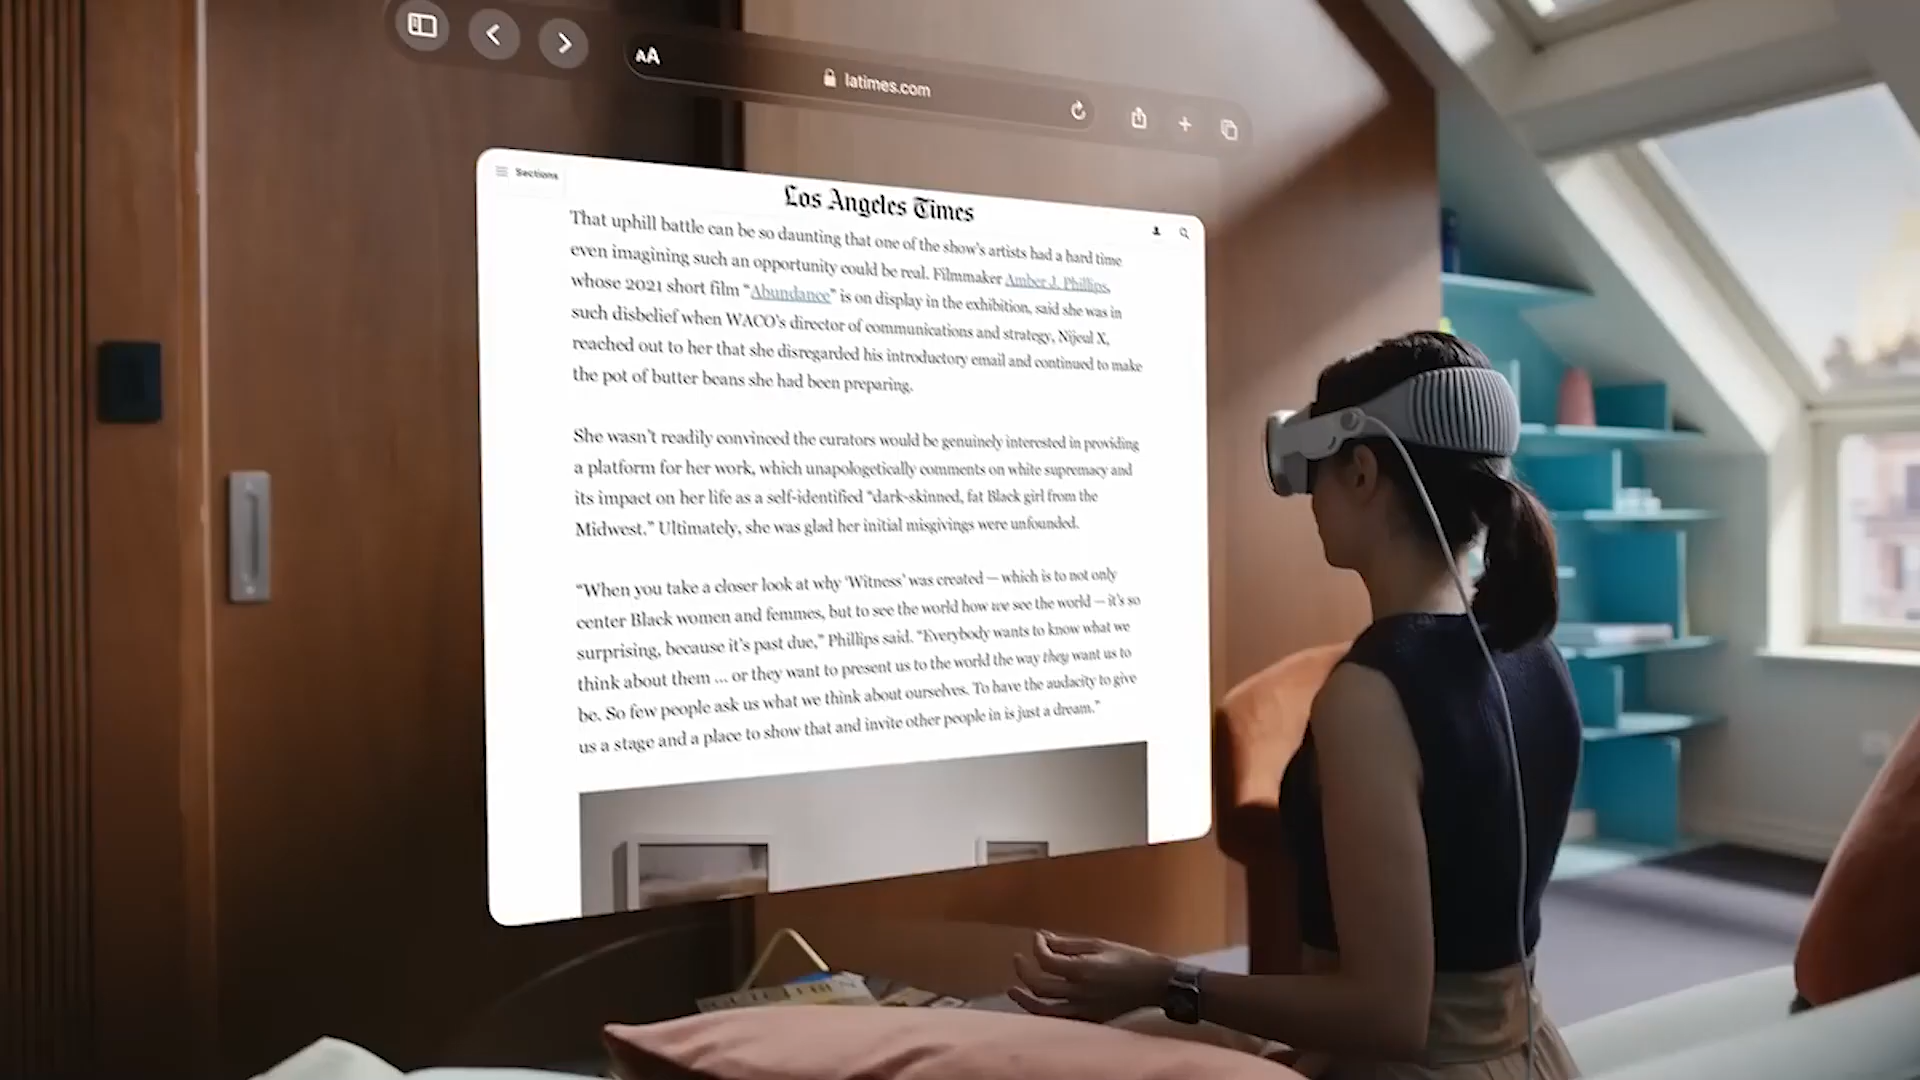 AA
latimes.com
Sections
Los Angeles Times
That uphill battle can be so daunting that one of the show's artists had a hard time
even imagining such an opportunity could be real. Filmmaker Amber J. Phillips,
whose 2021 short film “Abundance” is on display in the exhibition, said she was in
such disbelief when WACO's director of communications and strategy, Nijeul X,
reached out to her that she disregarded his introductory email and continued to make
the pot of butter beans she had been preparing.
She wasn't readily convinced the curators would be genuinely interested in providing
a platform for her work, which unapologetically comments on white supremacy and
its impact on her life as a self-identified “dark-skinned, fat Black girl from the
Midwest.” Ultimately, she was glad her initial misgivings were unfounded.
“When you take a closer look at why ‘Witness’ was created — which is to not only
center Black women and femmes, but to see the world how we see the world — it's so
surprising, because it's past due,” Phillips said. “Everybody wants to know what we
think about them ... or they want to present us to the world the way they want us to
be. So few people ask us what we think about ourselves. To have the audacity to give
us a stage and a place to show that and invite other people in is just a dream.”